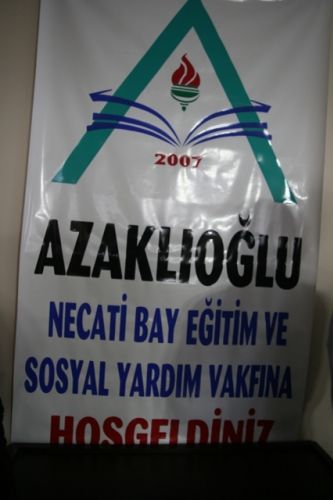 2007
AZAKLIOĞLU
NECATİ BAY EĞİTİM VE
SOSYAL YARDIM VAKFINA
HOŞGELDİNİZ